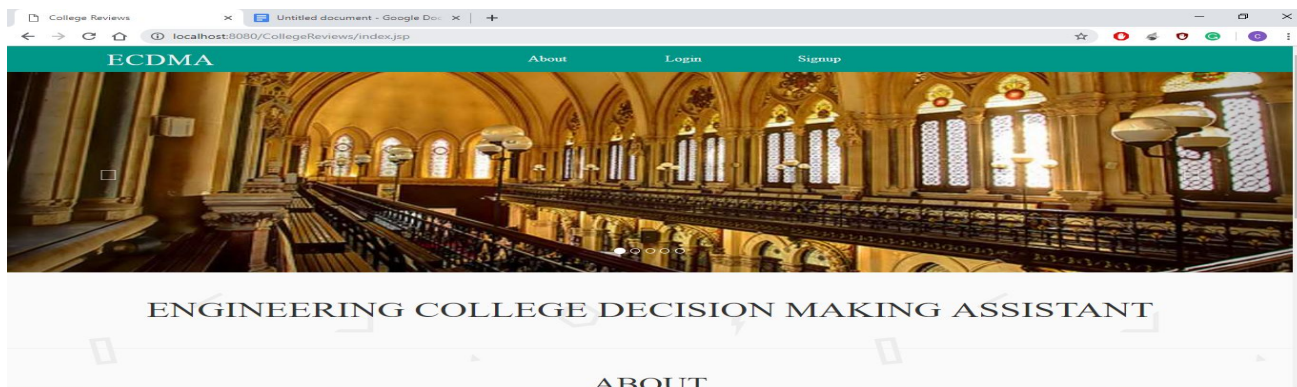 College Reviews
Untitled document - Google Doc
localhost:8080/CollegeReviews/index.jsp
ECDMA About Login Signup
ENGINEERING COLLEGE DECISION MAKING ASSISTANT
ABOUT